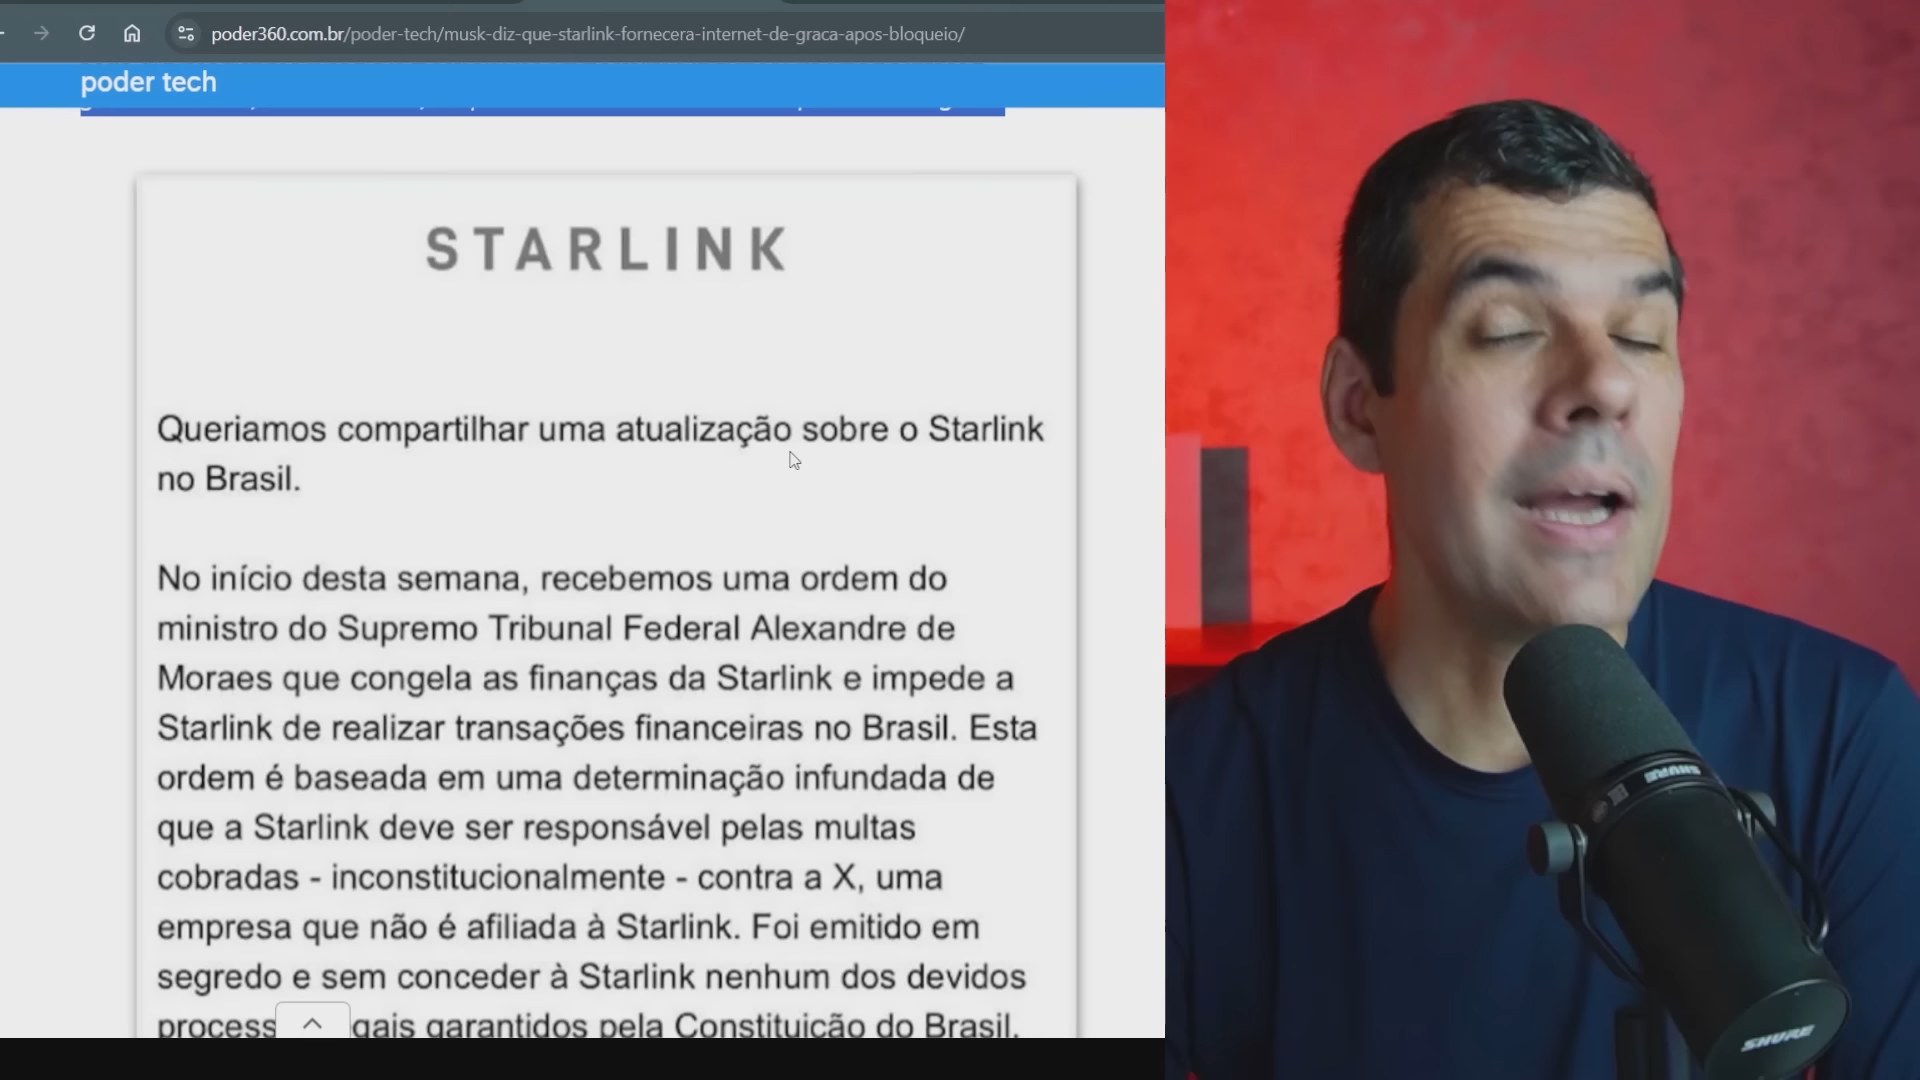 poder360.com.br/poder-tech/musk-diz-que-starlink-fornecera-internet-de-graca-apos-bloqueio/
poder tech
STARLINK
Queriamos compartilhar uma atualização sobre o Starlink
no Brasil.
No início desta semana, recebemos uma ordem do
ministro do Supremo Tribunal Federal Alexandre de
Moraes que congela as finanças da Starlink e impede a
Starlink de realizar transações financeiras no Brasil. Esta
ordem é baseada em uma determinação infundada de
que a Starlink deve ser responsável pelas multas
cobradas - inconstitucionalmente - contra a X, uma
empresa que não é afiliada à Starlink. Foi emitido em
segredo e sem conceder à Starlink nenhum dos devidos
garantidos pela Constituição do Brasil.
SHURE
SHURE